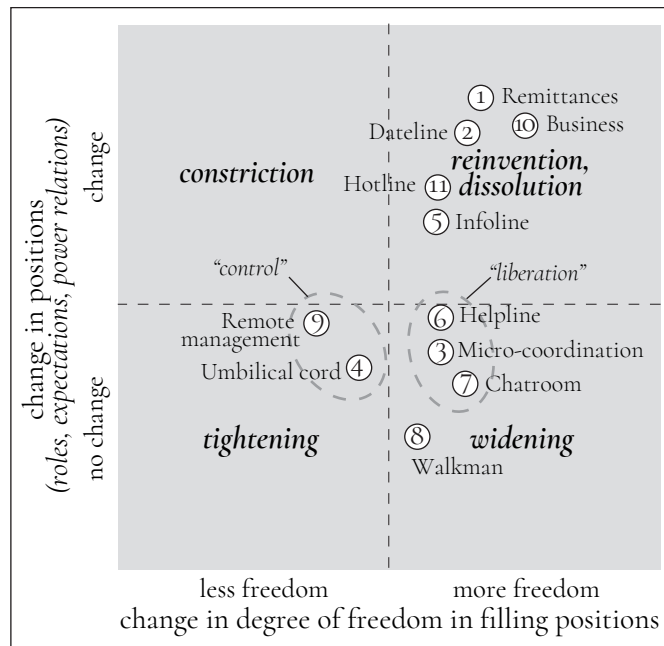 change in positions
(roles, expectations, power relations)
change
no change
1 Remittances
Dateline 2
10 Business
constriction
reinvention,
dissolution
Hotline 11
5 Infoline
“control”
“liberation”
Remote
management
9
6 Helpline
3 Micro-coordination
Umbilical cord 4
7 Chatroom
tightening
8
widening
Walkman
less freedom
more freedom
change in degree of freedom in filling positions